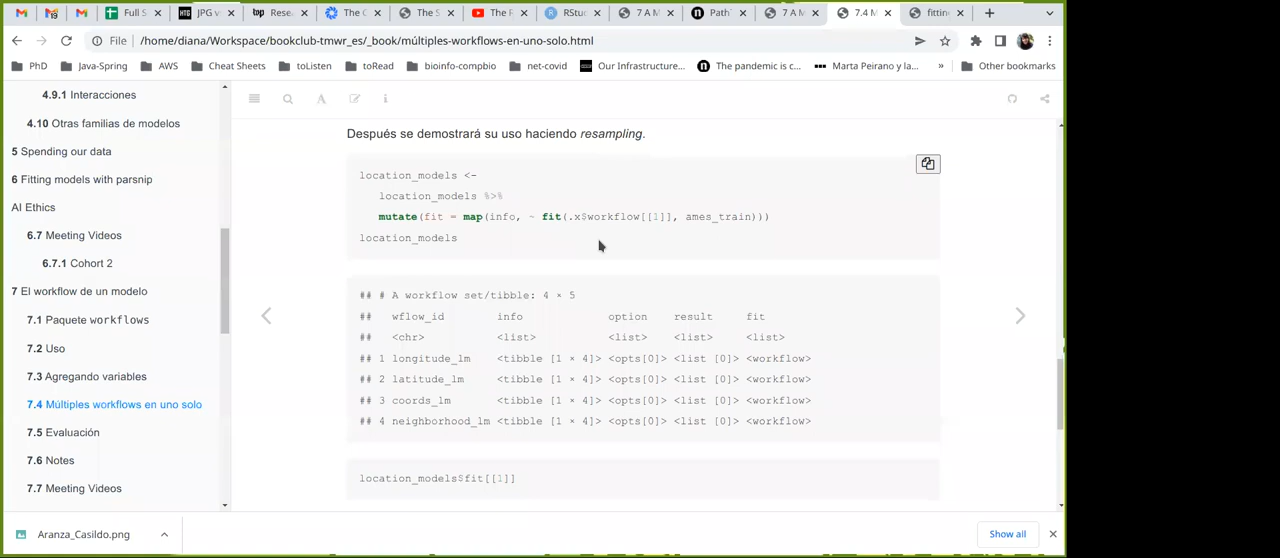 Full S
JPG v
Resea
The C
The S
The R
RStu
7 A M
Path
7 A M
7.4 M
fittin
File /home/diana/Workspace/bookclub-tmwr_es/_book/múltiples-workflows-en-uno-solo.html
PhD Java-Spring AWS Cheat Sheets toListen toRead bioinfo-compbio net-covid Our Infrastructure... The pandemic is c... Marta Peirano y la... » Other bookmarks
4.9.1 Interacciones
4.10 Otras familias de modelos
5 Spending our data
6 Fitting models with parsnip
AI Ethics
6.7 Meeting Videos
6.7.1 Cohort 2
7 El workflow de un modelo
7.1 Paquete workflows
7.2 Uso
7.3 Agregando variables
7.4 Múltiples workflows en uno solo
7.5 Evaluación
7.6 Notes
7.7 Meeting Videos
Después se demostrará su uso haciendo resampling.
location_models <-
location_models %>%
mutate(fit = map(info, ~ fit(.x$workflow[[1]], ames_train)))
location_models
## # A workflow set/tibble: 4 × 5
## wflow_id info option result fit
## <chr> <list> <list> <list> <list>
## 1 longitude_lm <tibble [1 × 4]> <opts[0]> <list [0]> <workflow>
## 2 latitude_lm <tibble [1 × 4]> <opts[0]> <list [0]> <workflow>
## 3 coords_lm <tibble [1 × 4]> <opts[0]> <list [0]> <workflow>
## 4 neighborhood_lm <tibble [1 × 4]> <opts[0]> <list [0]> <workflow>
location_models$fit[[1]]
Aranza_Casildo.png
Show all